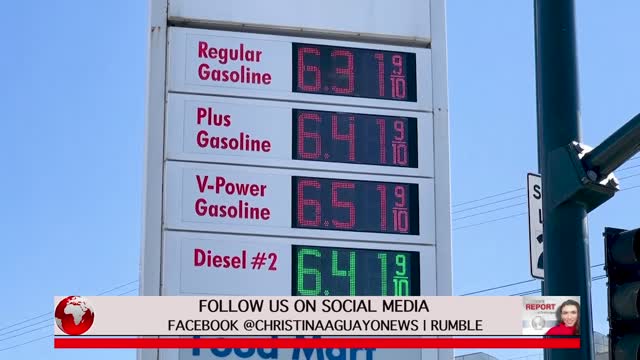 Regular
Gasoline
6.31 9/10
Plus
Gasoline
6.41 9/10
V-Power
Gasoline
6.51 9/10
Diesel #2
6.41 9/10
S
L
FOLLOW US ON SOCIAL MEDIA
FACEBOOK @CHRISTINAAGUAYONEWS I RUMBLE
REPORT
Food Mart